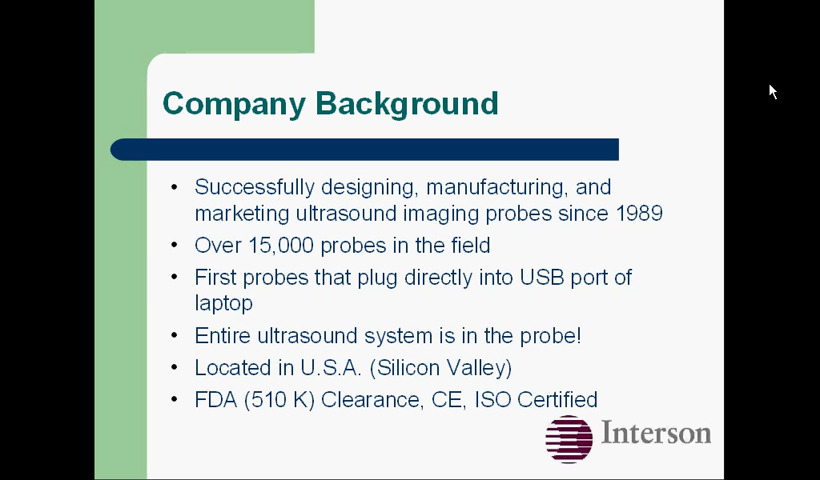 Company Background
• Successfully designing, manufacturing, and
marketing ultrasound imaging probes since 1989
• Over 15,000 probes in the field
• First probes that plug directly into USB port of
laptop
• Entire ultrasound system is in the probe!
• Located in U.S.A. (Silicon Valley)
• FDA (510 K) Clearance, CE, ISO Certified
Interson